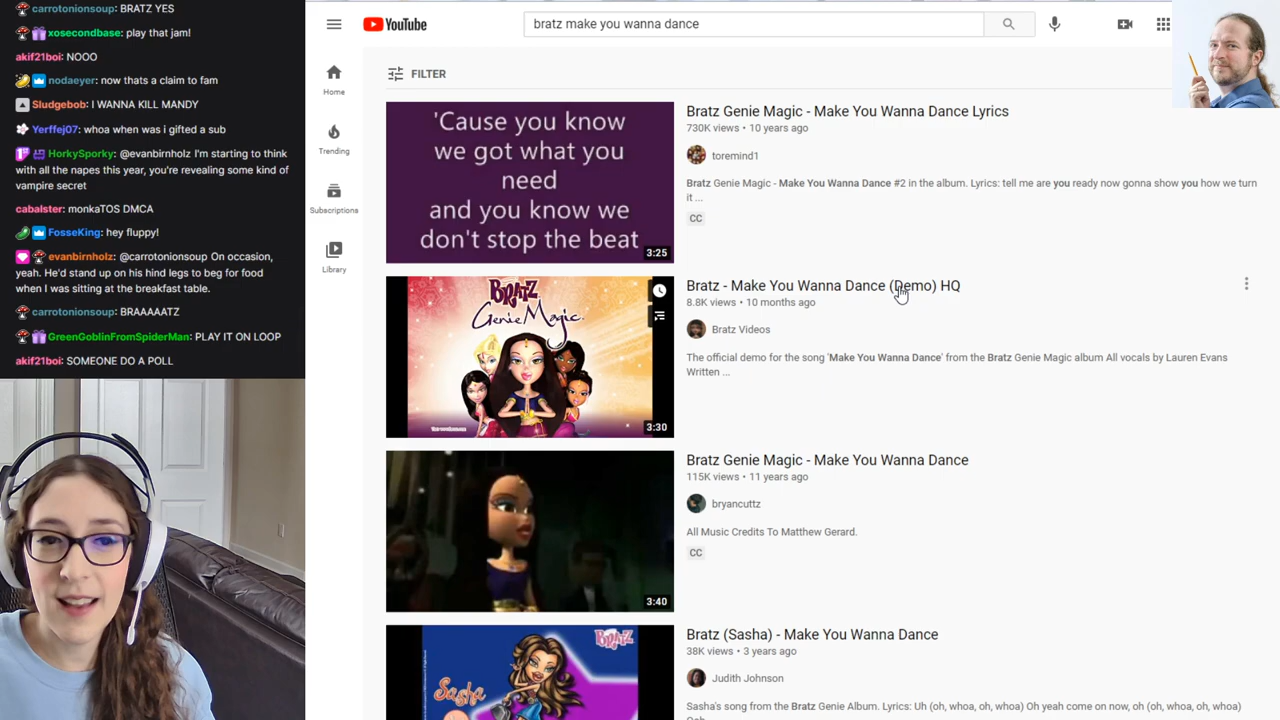 carrotonionsoup: BRATZ YES
xosecondbase: play that jam!
akif21boi: NOOO
nodaeyer: now thats a claim to fam
Sludgebob: I WANNA KILL MANDY
Yerffej07: whoa when was i gifted a sub
HorkySporky: @evanbirnholz I'm starting to think
with all the napes this year, you're revealing some kind of
vampire secret
cabalster: monkaTOS DMCA
FosseKing: hey fluppy!
evanbirnholz: @carrotonionsoup On occasion,
yeah. He'd stand up on his hind legs to beg for food
when I was sitting at the breakfast table.
carrotonionsoup: BRAAAAATZ
GreenGoblinFromSpiderMan: PLAY IT ON LOOP
akif21boi: SOMEONE DO A POLL
YouTube
bratz make you wanna dance
Home
Trending
Subscriptions
Library
FILTER
'Cause you know
we got what you
need
and you know we
don't stop the beat
3:25
Bratz Genie Magic - Make You Wanna Dance Lyrics
730K views • 10 years ago
toremind1
Bratz Genie Magic - Make You Wanna Dance #2 in the album. Lyrics: tell me are you ready now gonna show you how we turn
it ...
CC
BRATZ
Genie Magic
3:30
Bratz - Make You Wanna Dance (Demo) HQ
8.8K views • 10 months ago
Bratz Videos
The official demo for the song 'Make You Wanna Dance' from the Bratz Genie Magic album All vocals by Lauren Evans
Written ...
3:40
Bratz Genie Magic - Make You Wanna Dance
115K views • 11 years ago
bryancuttz
All Music Credits To Matthew Gerard.
CC
BRATZ
Sasha
Bratz (Sasha) - Make You Wanna Dance
38K views • 3 years ago
Judith Johnson
Sasha's song from the Bratz Genie Album. Lyrics: Uh (oh, whoa, oh, whoa) Oh yeah come on now, oh (oh, whoa, oh, whoa)